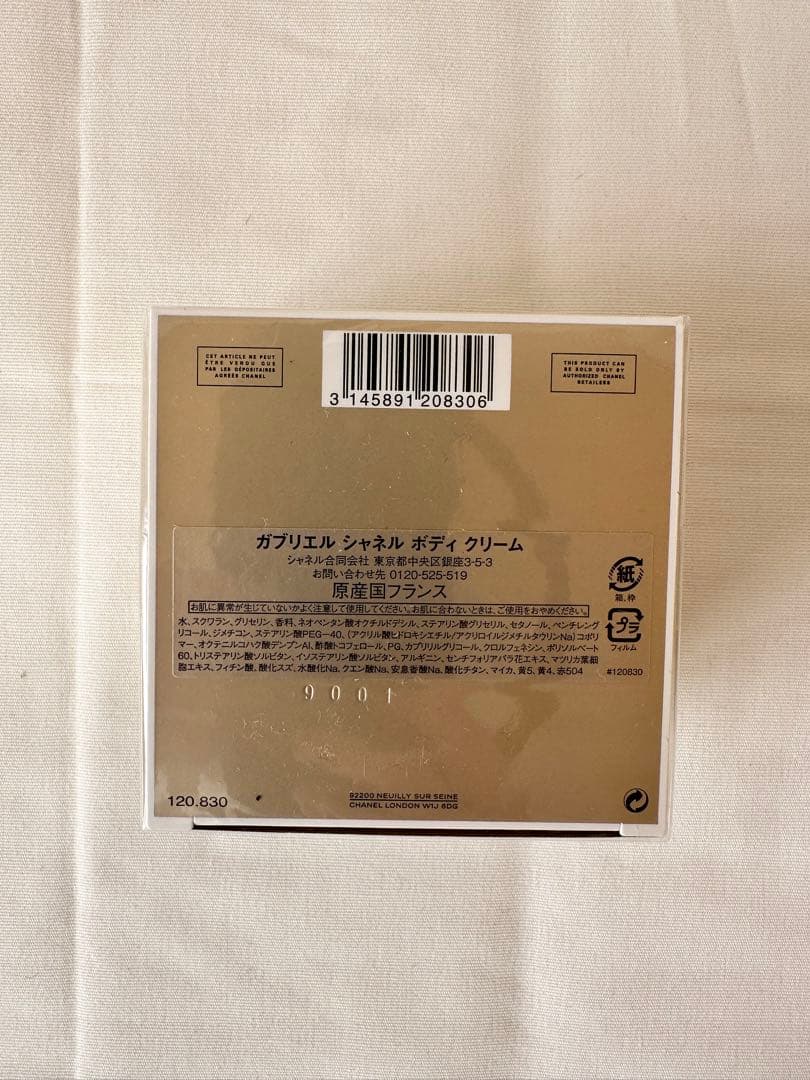 CET ARTICLE NE PEUT
ÊTRE VENDU QUE
PAR LES DÉPOSITAIRES
AGRÉÉS CHANEL
3 145891 208306
THIS PRODUCT CAN
BE SOLD ONLY BY
AUTHORIZED CHANEL
RETAILERS
ガブリエル シャネル ボディ クリーム
シャネル合同会社 東京都中央区銀座3-5-3
お問い合わせ先 0120-525-519
原産国フランス
お肌に異常が生じていないかよく注意して使用してください。お肌に合わないときは、ご使用をおやめください。
水、スクワラン、グリセリン、香料、ネオペンタン酸オクチルドデシル、ステアリン酸グリセリル、セタノール、ペンチレング
リコール、ジメチコン、ステアリン酸PEG-40、(アクリル酸ヒドロキシエチル/アクリロイルジメチルタウリンNa)コポリ
マー、オクテニルコハク酸デンプンAl、酢酸トコフェロール、PG、カプリリルグリコール、クロルフェネシン、ポリソルベート
60、トリステアリン酸ソルビタン、イソステアリン酸ソルビタン、アルギニン、センチフォリアバラ花エキス、マツリカ葉細
胞エキス、フィチン酸、酸化スズ、水酸化Na、クエン酸Na、安息香酸Na、酸化チタン、マイカ、黄5、黄4、赤504
紙
箱、枠
プラ
フィルム
#120830
9001
120.830
92200 NEUILLY SUR SEINE
CHANEL LONDON W1J 6DG